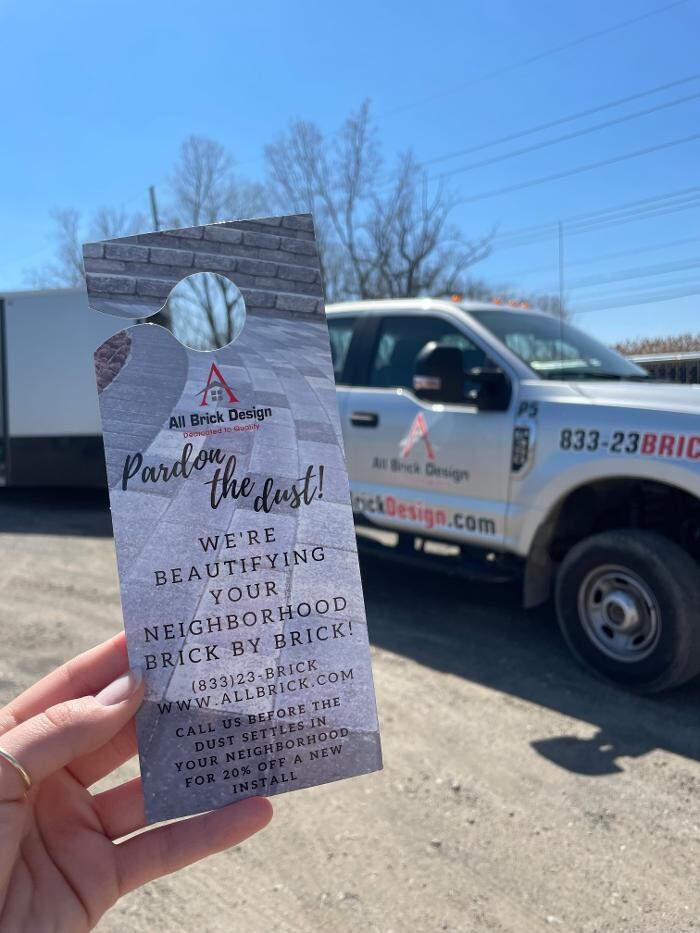 All Brick Design
Dedicated to Quality
Pardon
the dust!
WE'RE
BEAUTIFYING
YOUR
NEIGHBORHOOD
BRICK BY BRICK!
(833)23-BRICK
WWW.ALLBRICK.COM
CALL US BEFORE THE
DUST SETTLES IN
YOUR NEIGHBORHOOD
FOR 20% OFF A NEW
INSTALL
P5
833-23BRIC
All Brick Design
BrickDesign.com